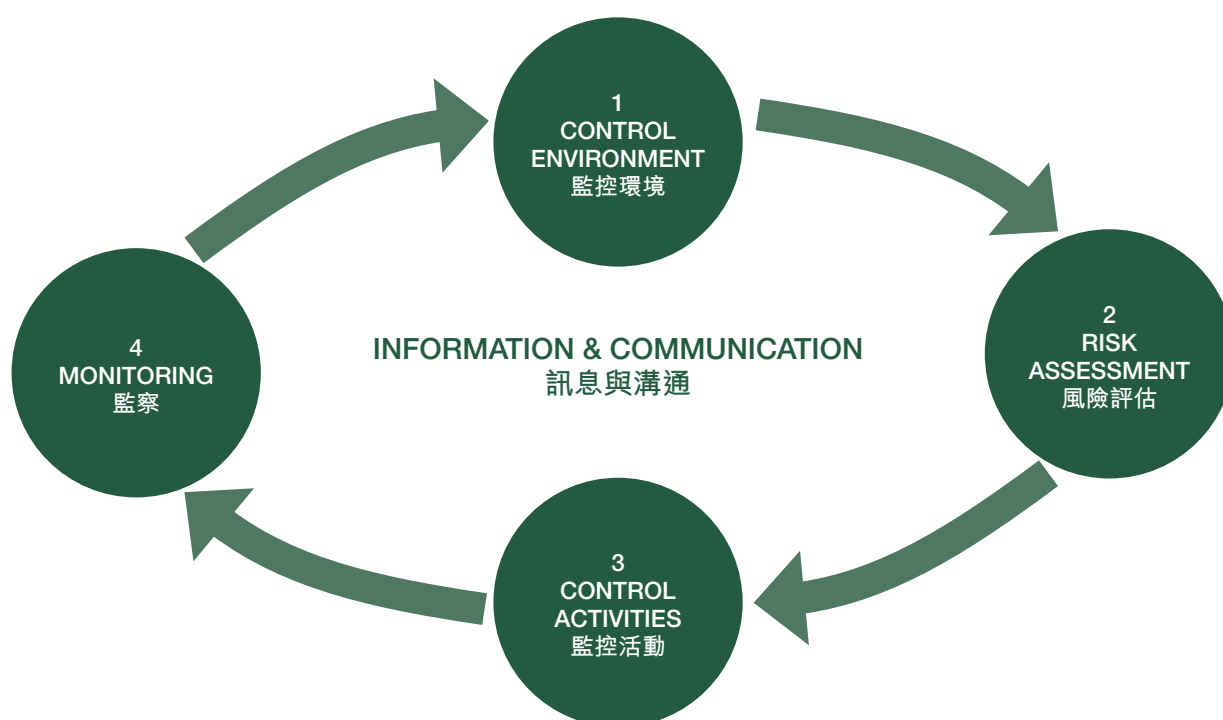 1
CONTROL
ENVIRONMENT
監控環境
2
RISK
ASSESSMENT
風險評估
INFORMATION & COMMUNICATION
訊息與溝通
4
MONITORING
監察
3
CONTROL
ACTIVITIES
監控活動